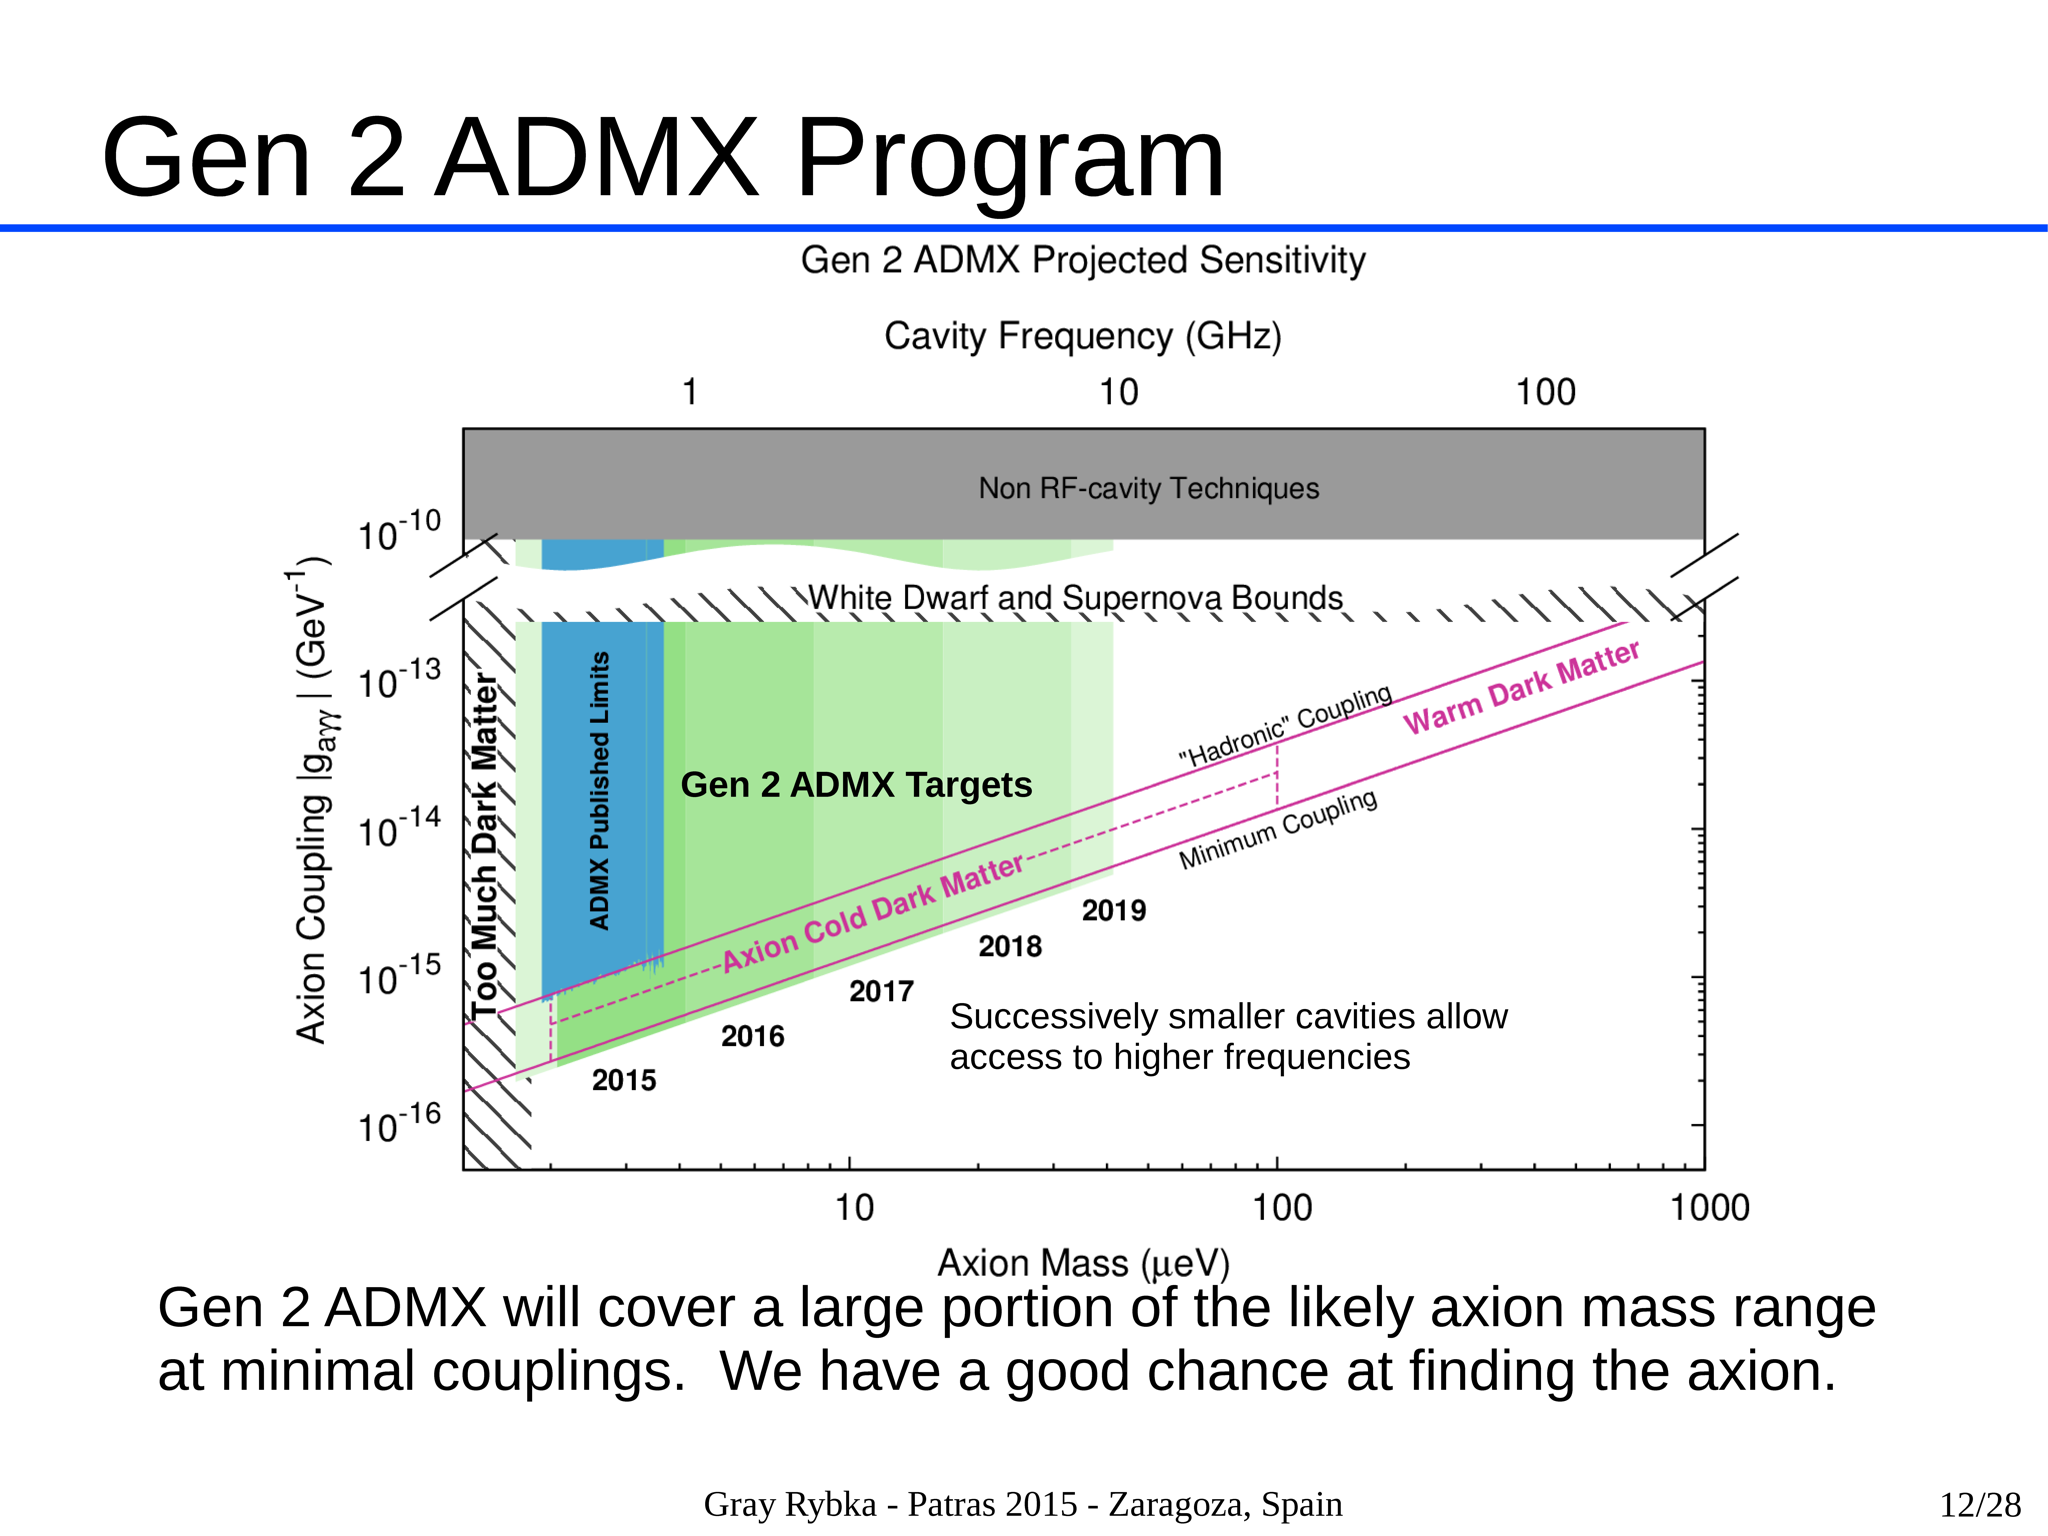 Gen 2 ADMX Program
Gen 2 ADMX Projected Sensitivity
Cavity Frequency (GHz)
1 10 100
Non RF-cavity Techniques
10^-10
White Dwarf and Supernova Bounds
10^-13
10^-14
10^-15
10^-16
Axion Coupling |g_aγγ | (GeV^-1)
Too Much Dark Matter
ADMX Published Limits
Gen 2 ADMX Targets
"Hadronic" Coupling
Warm Dark Matter
Axion Cold Dark Matter
Minimum Coupling
2019
2018
2017
2016
2015
Successively smaller cavities allow
access to higher frequencies
10 100 1000
Axion Mass (μeV)
Gen 2 ADMX will cover a large portion of the likely axion mass range
at minimal couplings.  We have a good chance at finding the axion.
Gray Rybka - Patras 2015 - Zaragoza, Spain
12/28